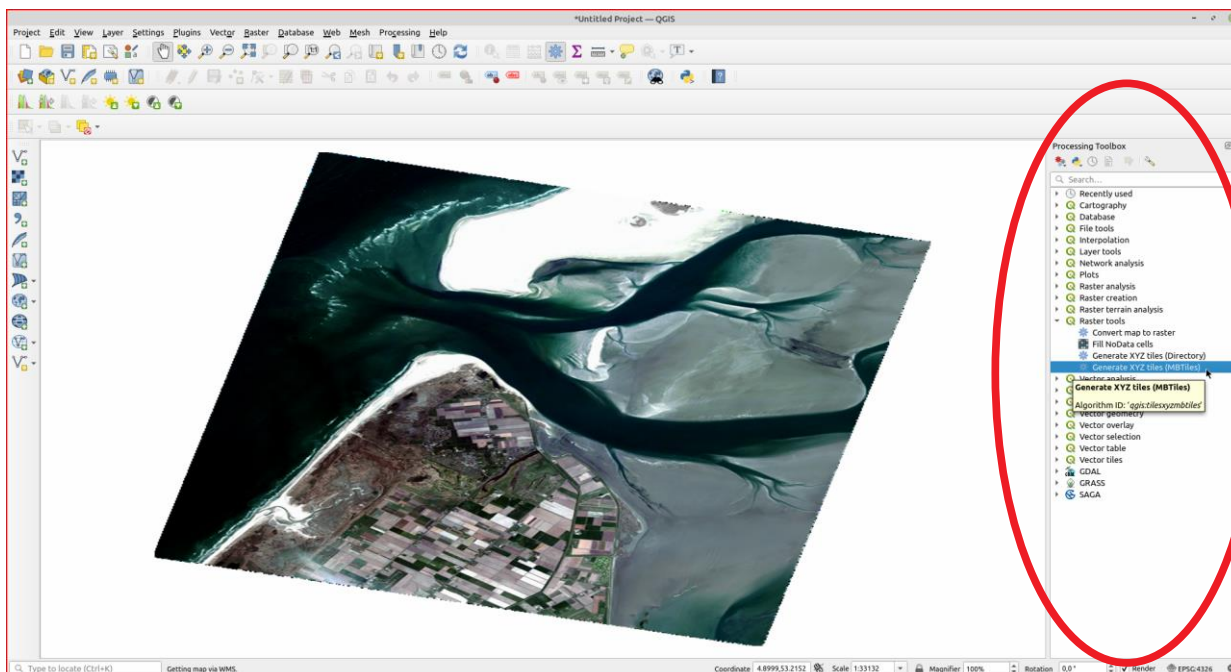 *Untitled Project — QGIS
Project Edit View Layer Settings Plugins Vector Raster Database Web Mesh Processing Help
Processing Toolbox
Search...
Recently used
Cartography
Database
File tools
Interpolation
Layer tools
Network analysis
Plots
Raster analysis
Raster creation
Raster terrain analysis
Raster tools
Convert map to raster
Fill NoData cells
Generate XYZ tiles (Directory)
Generate XYZ tiles (MBTiles)
Vector analysis
Generate XYZ tiles (MBTiles)
Algorithm ID: 'qgis:tilesxyzmbtiles'
Vector geometry
Vector overlay
Vector selection
Vector table
Vector tiles
GDAL
GRASS
SAGA
Type to locate (Ctrl+K) Getting map via WMS. Coordinate 4.8999,53.2152 Scale 1:33132 Magnifier 100% Rotation 0,0 ° Render EPSG:4326